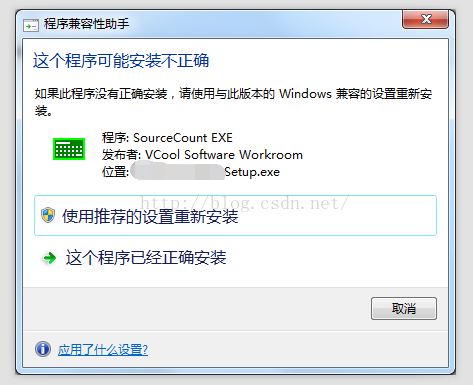 程序兼容性助手
这个程序可能安装不正确
如果此程序没有正确安装，请使用与此版本的 Windows 兼容的设置重新安
装。
程序: SourceCount EXE
发布者: VCool Software Workroom
位置: Setup.exe
http://blog.csdn.net/
使用推荐的设置重新安装
这个程序已经正确安装
取消
应用了什么设置?